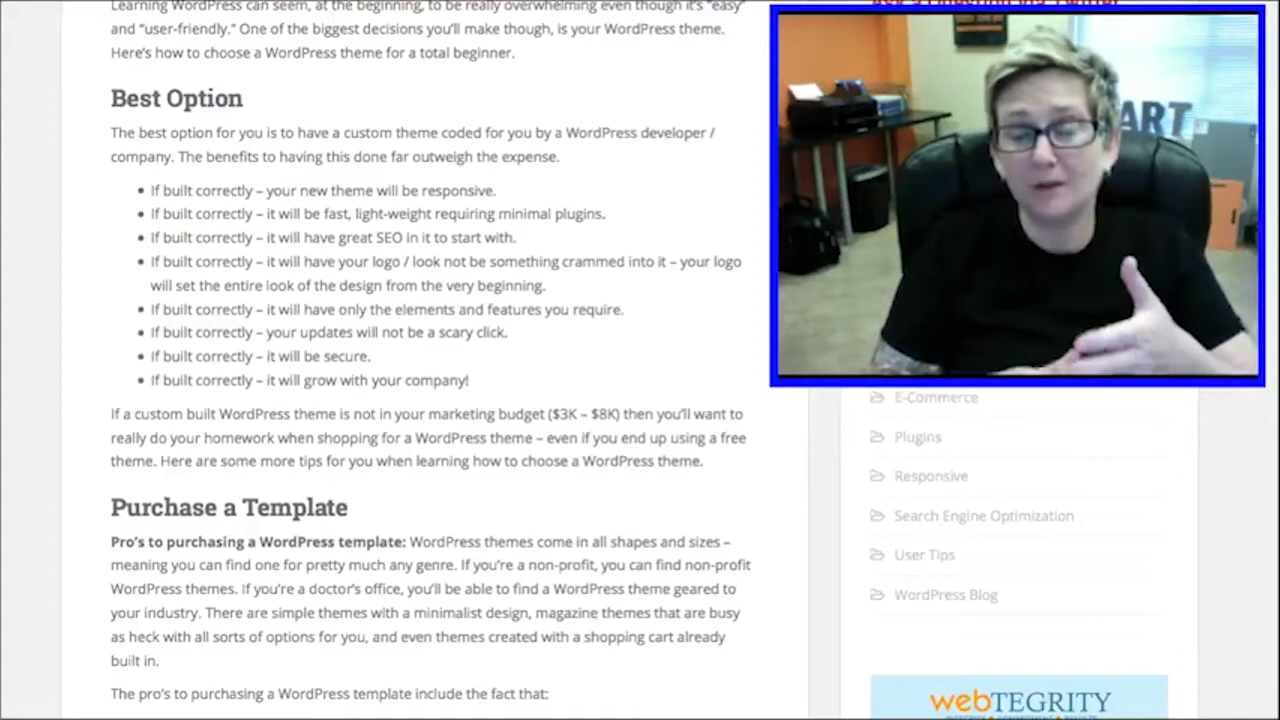 Learning WordPress can seem, at the beginning, to be really overwhelming even though it's "easy"
and “user-friendly.” One of the biggest decisions you’ll make though, is your WordPress theme.
Here’s how to choose a WordPress theme for a total beginner.
Best Option
The best option for you is to have a custom theme coded for you by a WordPress developer /
company. The benefits to having this done far outweigh the expense.
If built correctly – your new theme will be responsive.
If built correctly – it will be fast, light-weight requiring minimal plugins.
If built correctly – it will have great SEO in it to start with.
If built correctly – it will have your logo / look not be something crammed into it – your logo
will set the entire look of the design from the very beginning.
If built correctly – it will have only the elements and features you require.
If built correctly – your updates will not be a scary click.
If built correctly – it will be secure.
If built correctly – it will grow with your company!
If a custom built WordPress theme is not in your marketing budget ($3K – $8K) then you’ll want to
really do your homework when shopping for a WordPress theme – even if you end up using a free
theme. Here are some more tips for you when learning how to choose a WordPress theme.
Purchase a Template
Pro’s to purchasing a WordPress template: WordPress themes come in all shapes and sizes –
meaning you can find one for pretty much any genre. If you’re a non-profit, you can find non-profit
WordPress themes. If you’re a doctor’s office, you’ll be able to find a WordPress theme geared to
your industry. There are simple themes with a minimalist design, magazine themes that are busy
as heck with all sorts of options for you, and even themes created with a shopping cart already
built in.
The pro’s to purchasing a WordPress template include the fact that:
Ask a Question via Twitter
ART
E-Commerce
Plugins
Responsive
Search Engine Optimization
User Tips
WordPress Blog
webTEGRITY